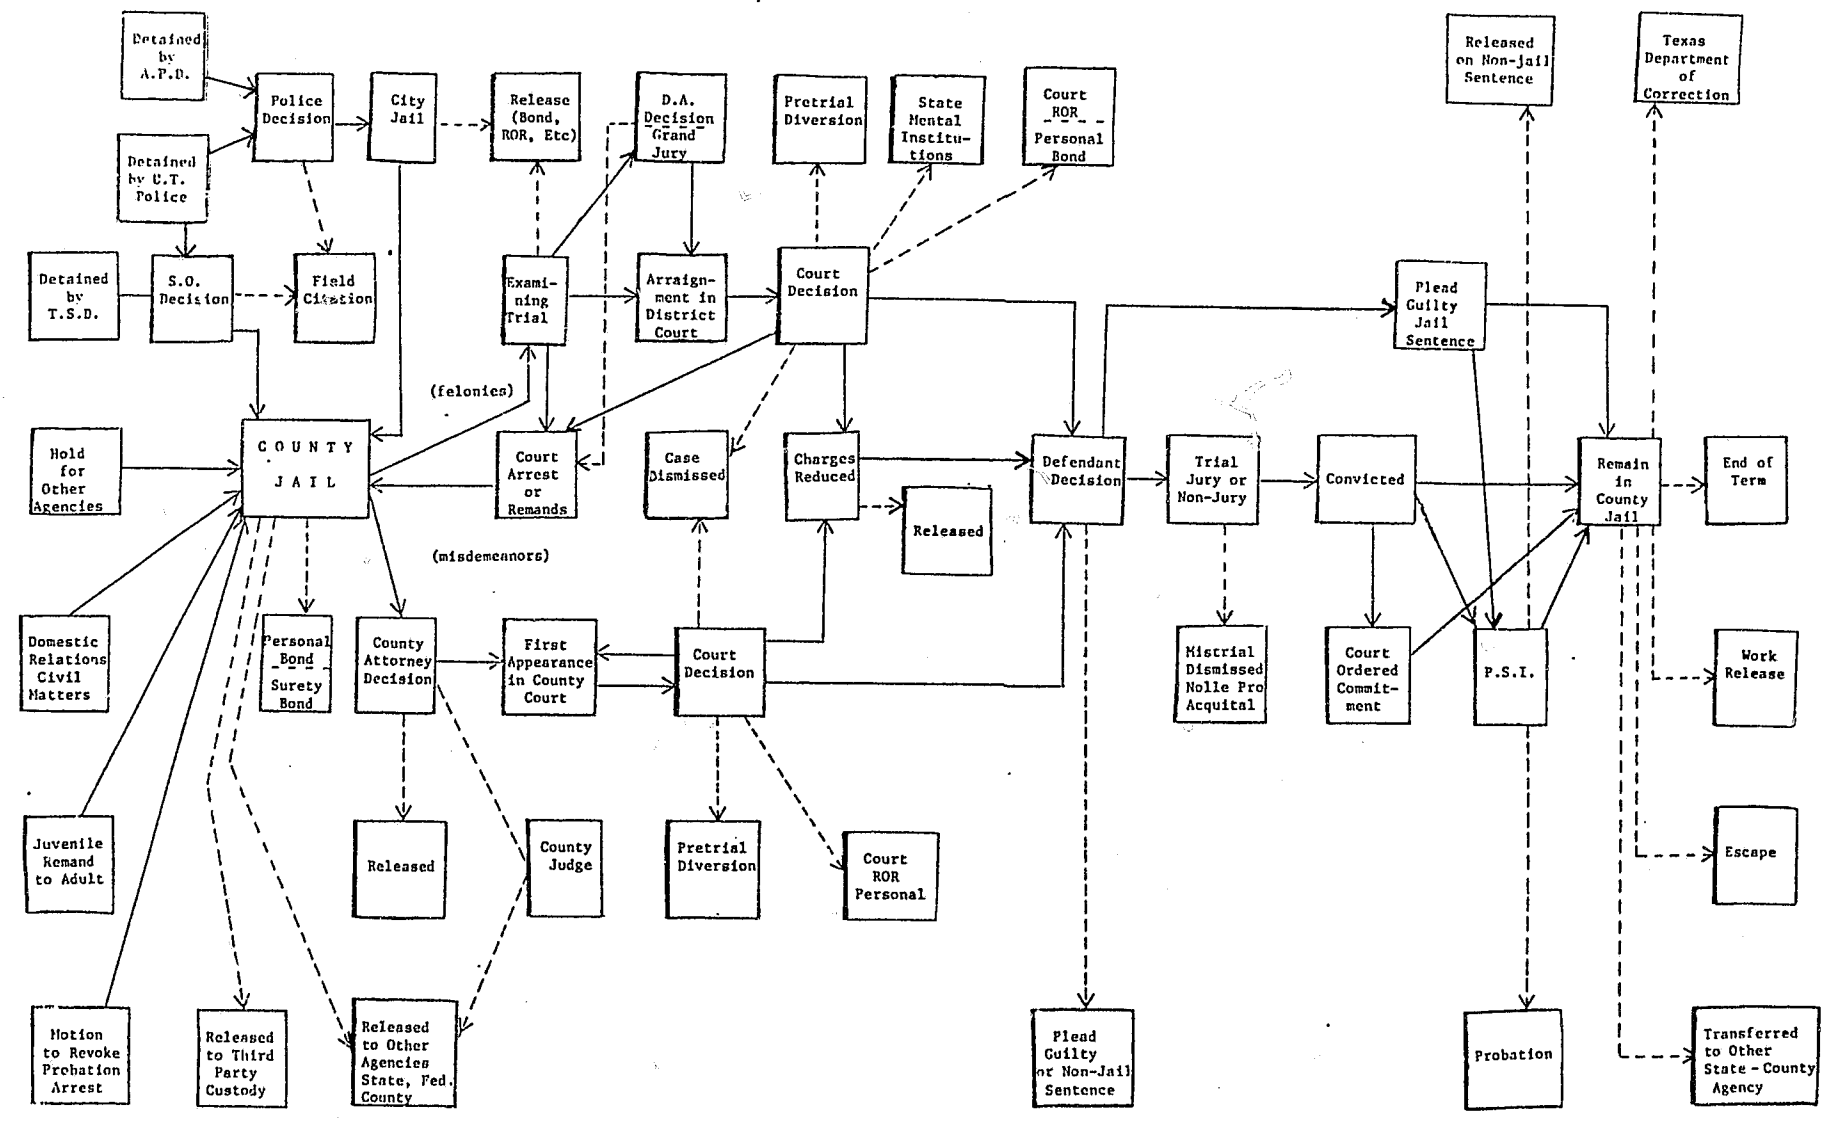 Detained
by
A.P.D.
Police
Decision
City
Jail
Release
(Bond,
ROR, Etc)
D.A.
Decision
Grand
Jury
Pretrial
Diversion
State
Mental
Institu-
tions
Court
ROR
Personal
Bond
Released
on Non-jail
Sentence
Texas
Department
of
Correction
Detained
by U.T.
Police
Detained
by
T.S.D.
S.O.
Decision
Field
Citation
Exami-
ning
Trial
Arraign-
ment in
District
Court
Court
Decision
Plead
Guilty
Jail
Sentence
(felonies)
Hold
for
Other
Agencies
COUNTY
JAIL
Court
Arrest
or
Remands
Case
Dismissed
Charges
Reduced
Released
Defendant
Decision
Trial
Jury or
Non-Jury
Convicted
Remain
in
County
Jail
End of
Term
(misdemeanors)
Domestic
Relations
Civil
Matters
Personal
Bond
Surety
Bond
County
Attorney
Decision
First
Appearance
in County
Court
Court
Decision
Mistrial
Dismissed
Nolle Pro
Acquital
Court
Ordered
Commit-
ment
P.S.I.
Work
Release
Juvenile
Remand
to Adult
Released
County
Judge
Pretrial
Diversion
Court
ROR
Personal
Escape
Motion
to Revoke
Probation
Arrest
Released
to Third
Party
Custody
Released
to Other
Agencies
State, Fed.
County
Plead
Guilty
or Non-Jail
Sentence
Probation
Transferred
to Other
State - County
Agency